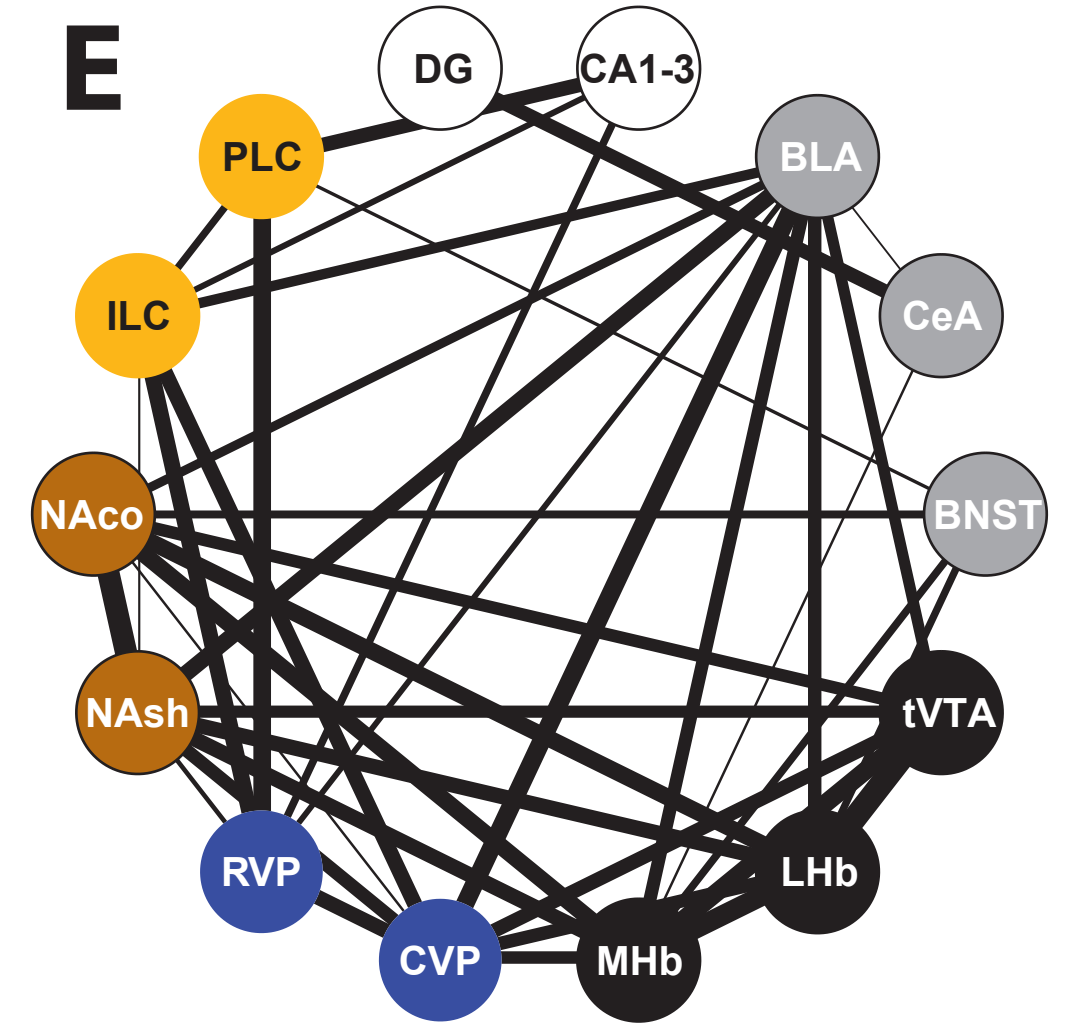 E
DG
CA1-3
PLC
BLA
ILC
CeA
NAco
BNST
NAsh
tVTA
RVP
LHb
CVP
MHb